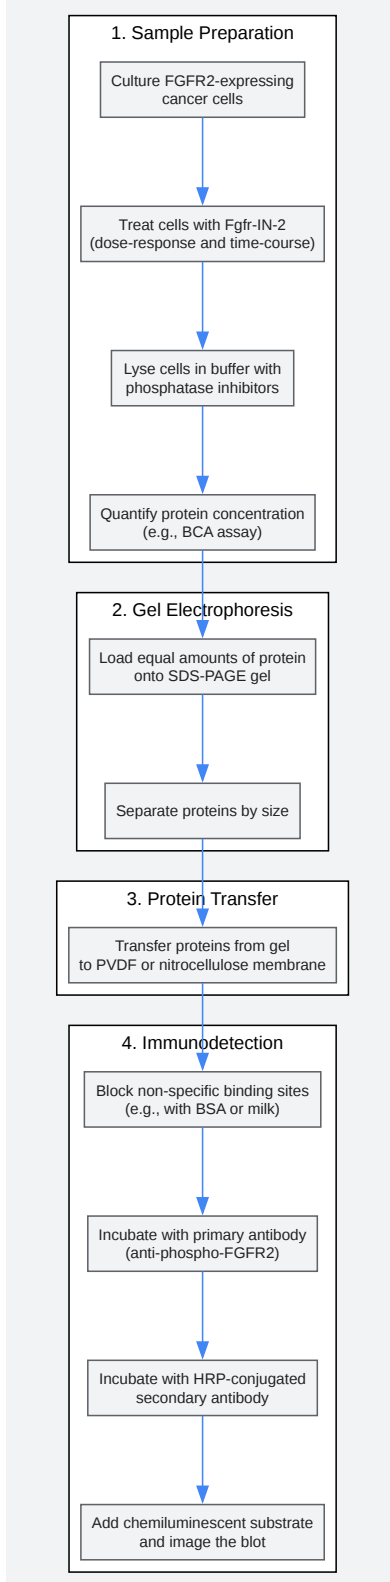 1. Sample Preparation
Culture FGFR2-expressing
cancer cells
Treat cells with Fgfr-IN-2
(dose-response and time-course)
Lyse cells in buffer with
phosphatase inhibitors
Quantify protein concentration
(e.g., BCA assay)
2. Gel Electrophoresis
Load equal amounts of protein
onto SDS-PAGE gel
Separate proteins by size
3. Protein Transfer
Transfer proteins from gel
to PVDF or nitrocellulose membrane
4. Immunodetection
Block non-specific binding sites
(e.g., with BSA or milk)
Incubate with primary antibody
(anti-phospho-FGFR2)
Incubate with HRP-conjugated
secondary antibody
Add chemiluminescent substrate
and image the blot